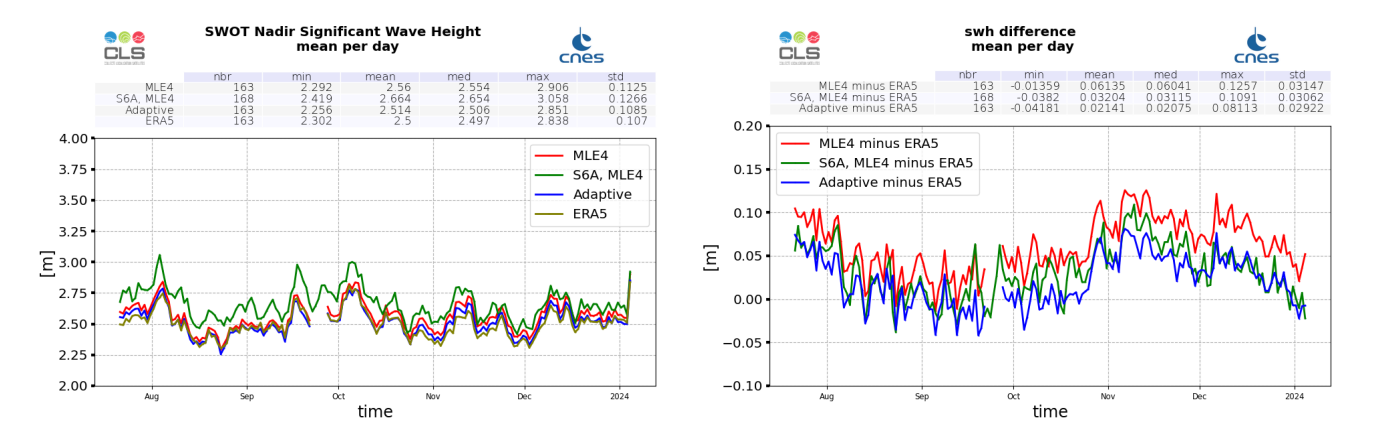 SWOT Nadir Significant Wave Height
mean per day
CLS
cnes
nbr min mean med max std
MLE4 163 2.292 2.56 2.554 2.906 0.1125
S6A, MLE4 168 2.419 2.664 2.654 3.058 0.1266
Adaptive 163 2.256 2.514 2.506 2.851 0.1085
ERA5 163 2.302 2.5 2.497 2.838 0.107
4.00
3.75
3.50
3.25
3.00
2.75
2.50
2.25
2.00
[m]
MLE4
S6A, MLE4
Adaptive
ERA5
Aug Sep Oct Nov Dec 2024
time
swh difference
mean per day
CLS
cnes
nbr min mean med max std
MLE4 minus ERA5 163 -0.01359 0.06135 0.06041 0.1257 0.03147
S6A, MLE4 minus ERA5 168 -0.0382 0.03204 0.03115 0.1091 0.03062
Adaptive minus ERA5 163 -0.04181 0.02141 0.02075 0.08113 0.02922
0.20
0.15
0.10
0.05
0.00
−0.05
−0.10
[m]
MLE4 minus ERA5
S6A, MLE4 minus ERA5
Adaptive minus ERA5
Aug Sep Oct Nov Dec 2024
time